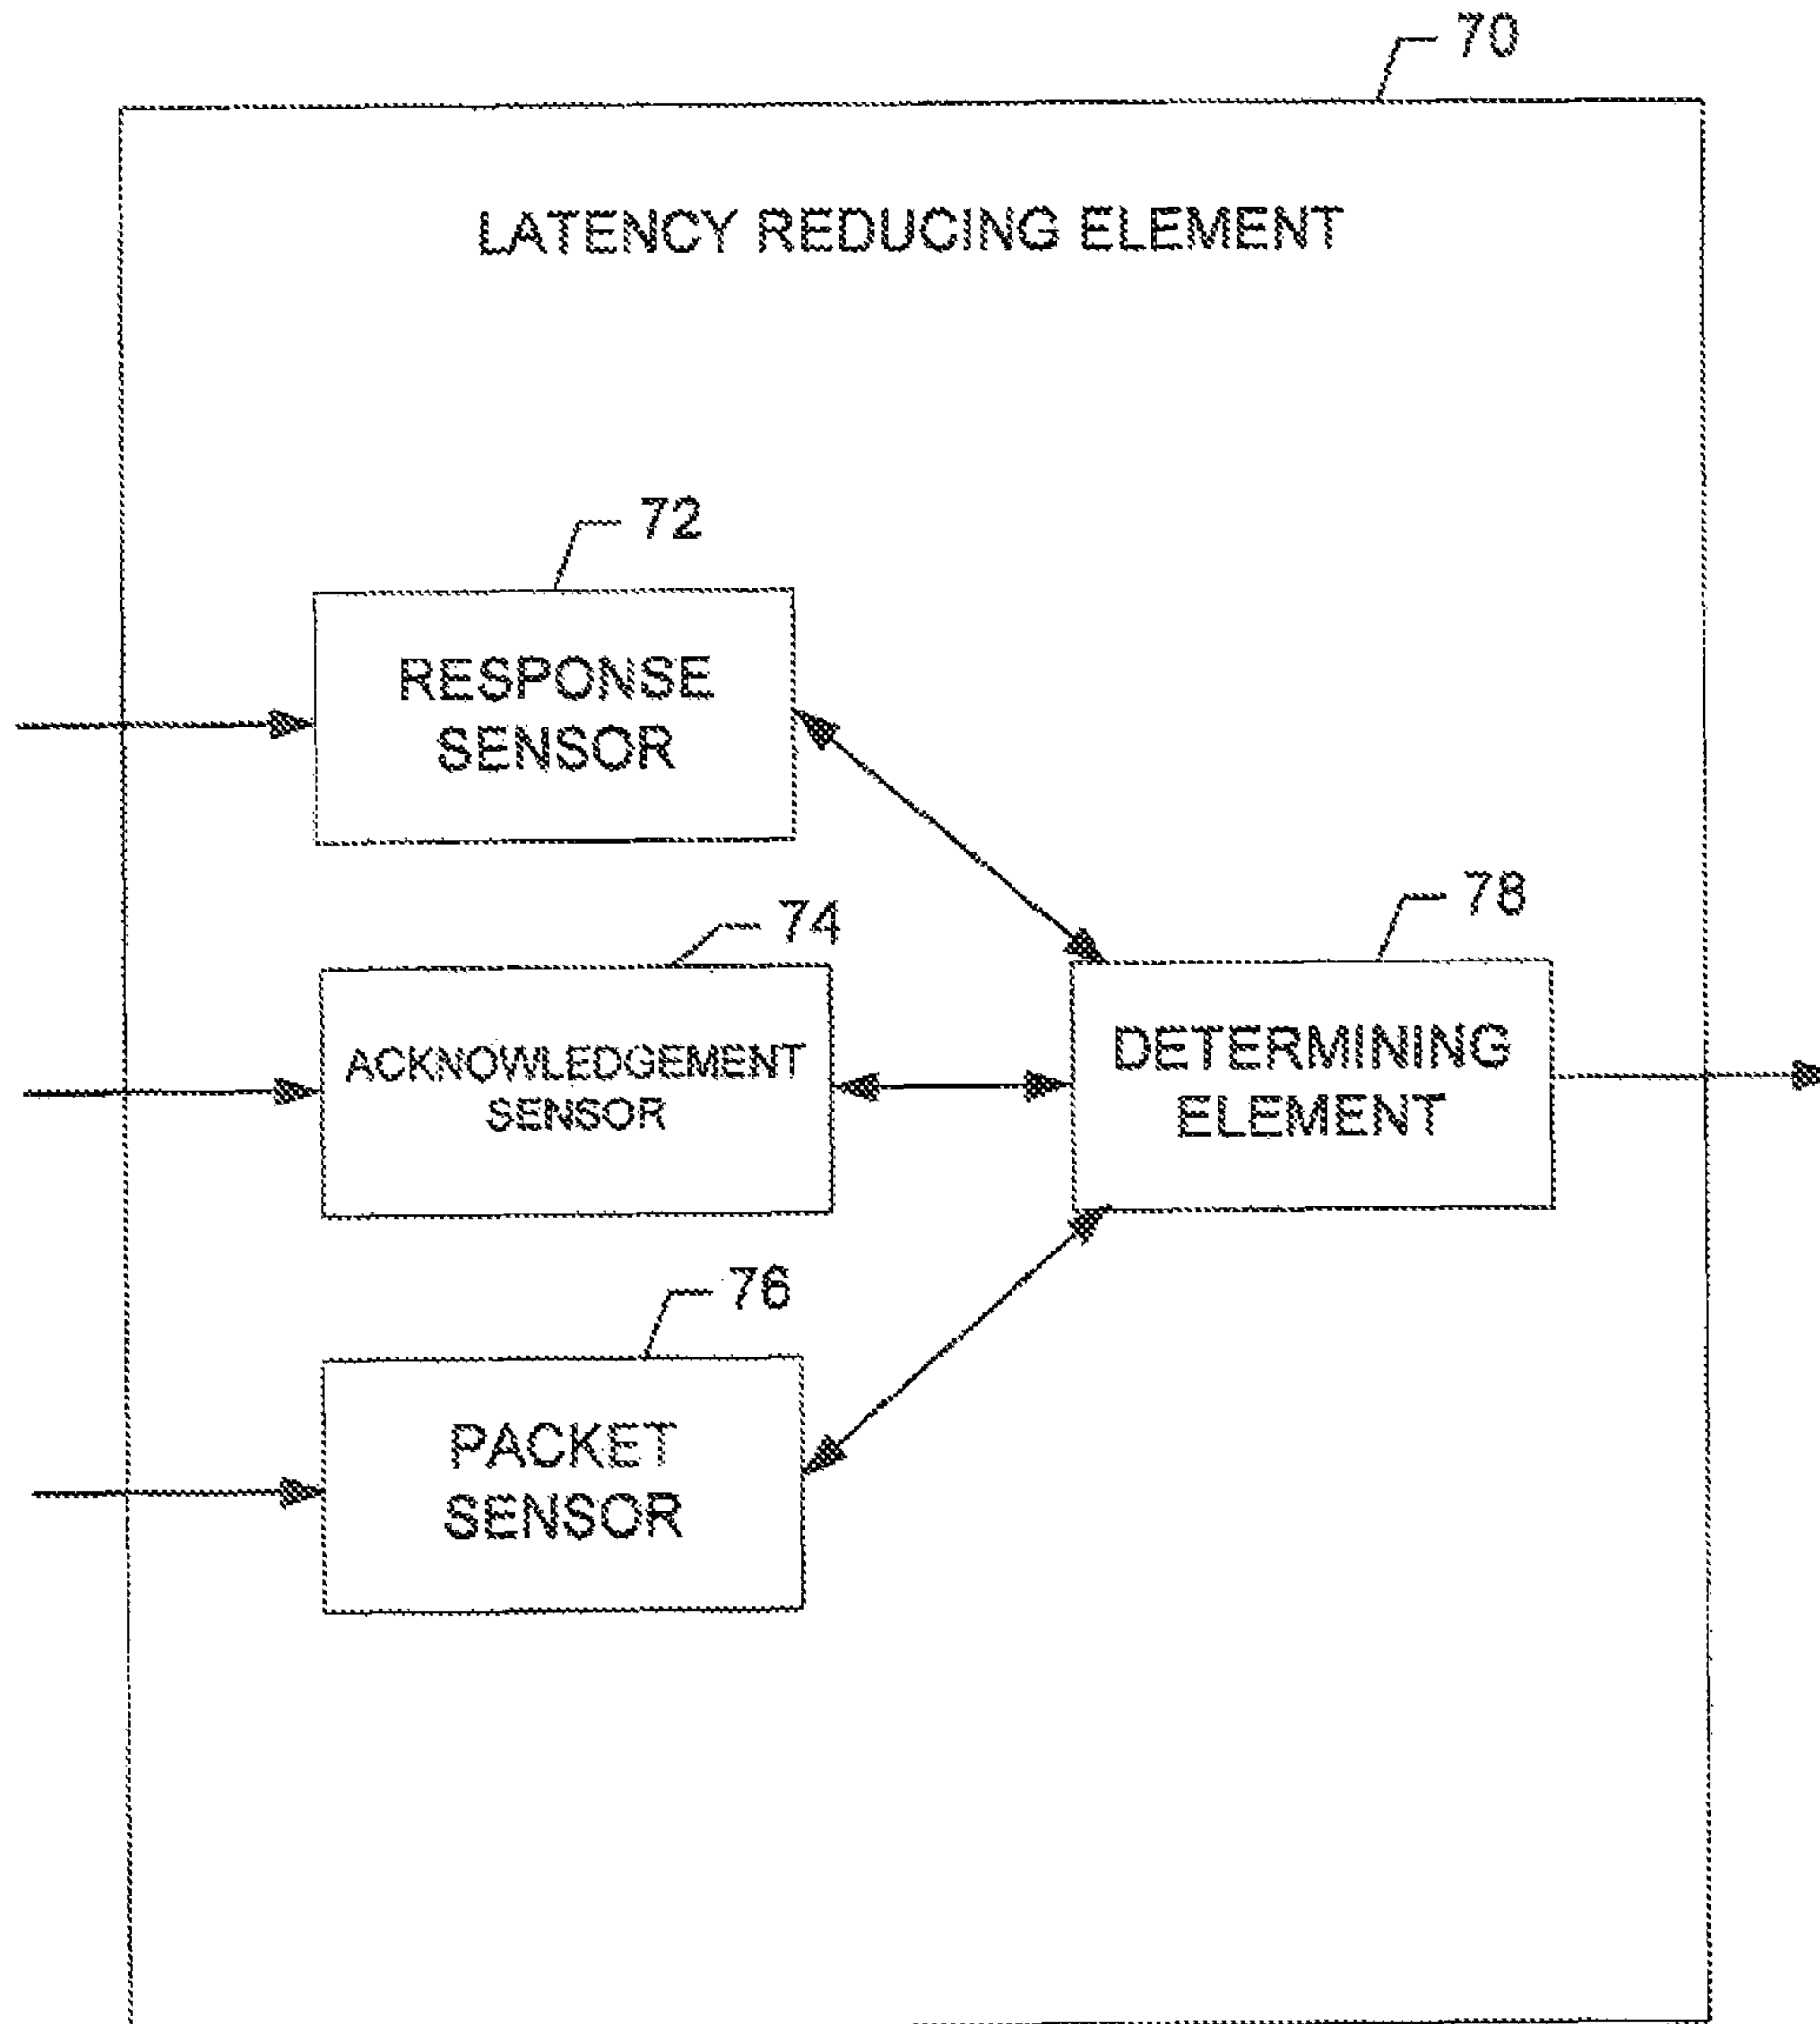 70
LATENCY REDUCING ELEMENT
72
RESPONSE
SENSOR
74
78
ACKNOWLEDGEMENT
SENSOR
DETERMINING
ELEMENT
76
PACKET
SENSOR